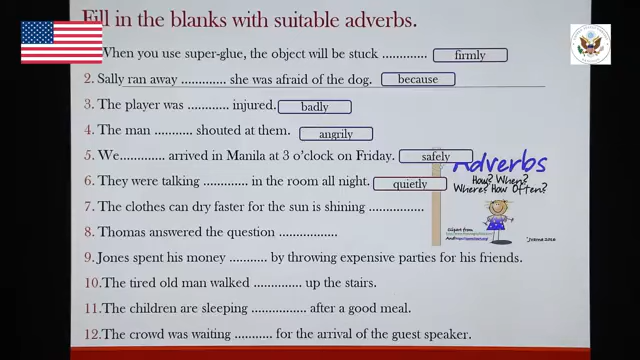 Fill in the blanks with suitable adverbs.
When you use super-glue, the object will be stuck ............. firmly
2. Sally ran away ............. she was afraid of the dog. because
3. The player was ........... injured. badly
4. The man .......... shouted at them. angrily
5. We............. arrived in Manila at 3 o'clock on Friday. safely
Adverbs
How? When?
Where? How Often?
6. They were talking ............. in the room all night. quietly
7. The clothes can dry faster for the sun is shining ................
8. Thomas answered the question .................
Clipart from
9. Jones spent his money ........... by throwing expensive parties for his friends.
10. The tired old man walked .............. up the stairs.
11. The children are sleeping ................ after a good meal.
12. The crowd was waiting ........... for the arrival of the guest speaker.